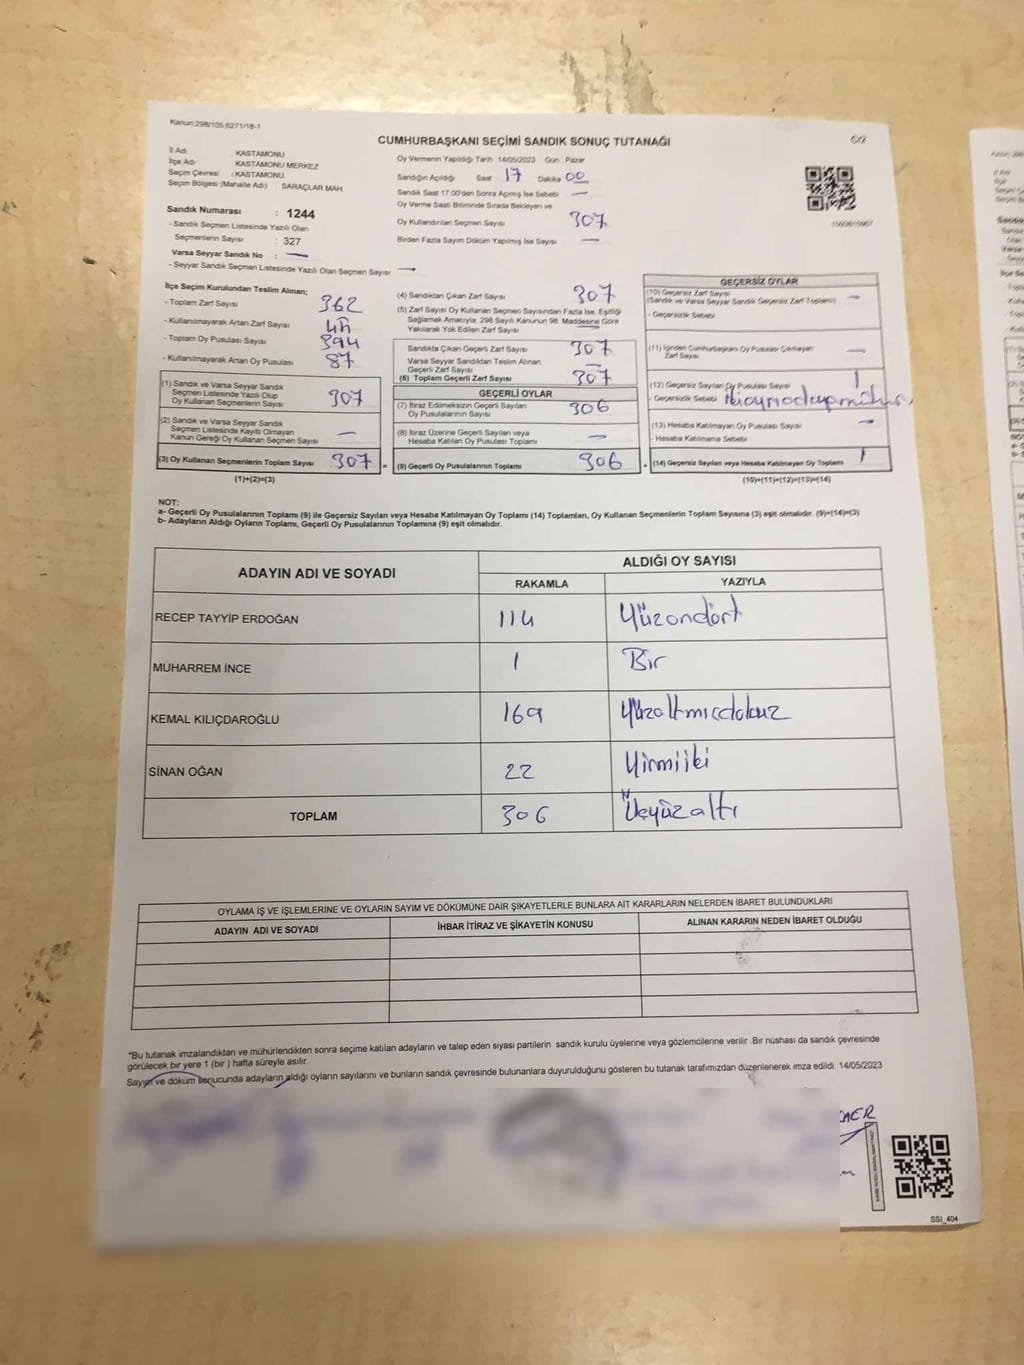 Kanun:298/105;6271/18-1
CUMHURBAŞKANI SEÇİMİ SANDIK SONUÇ TUTANAĞI
İl Adı : KASTAMONU
İlçe Adı : KASTAMONU MERKEZ
Seçim Çevresi : KASTAMONU
Seçim Bölgesi (Mahalle Adı) SARAÇLAR MAH.
Oy Vermenin Yapıldığı Tarih :14/05/2023 Gün : Pazar
Sandığın Açıldığı Saat 17 Dakika 00
Sandık Saat 17:00'den Sonra Açılmış İse Sebebi —
Oy Verme Saati Bitiminde Sırada Bekleyen ve
Oy Kullandırılan Seçmen Sayısı 307
Birden Fazla Sayım Döküm Yapılmış İse Sayısı —
Sandık Numarası : 1244
- Sandık Seçmen Listesinde Yazılı Olan
Seçmenlerin Sayısı : 327
Varsa Seyyar Sandık No : —
- Seyyar Sandık Seçmen Listesinde Yazılı Olan Seçmen Sayısı —
İlçe Seçim Kurulundan Teslim Alınan;
- Toplam Zarf Sayısı 362
- Kullanılmayarak Artan Zarf Sayısı
- Toplam Oy Pusulası Sayısı 394
- Kullanılmayarak Artan Oy Pusulası 87
(1) Sandık ve Varsa Seyyar Sandık
Seçmen Listesinde Yazılı Olup
Oy Kullanan Seçmenlerin Sayısı 307
(2) Sandık ve Varsa Seyyar Sandık
Seçmen Listesinde Kayıtlı Olmayan
Kanun Gereği Oy Kullanan Seçmen Sayısı —
(3) Oy Kullanan Seçmenlerin Toplam Sayısı 307 =
(1)+(2)=(3)
(4) Sandıktan Çıkan Zarf Sayısı 307
(5) Zarf Sayısı Oy Kullanan Seçmen Sayısından Fazla İse, Eşitliği
Sağlamak Amacıyla; 298 Sayılı Kanunun 98. Maddesine Göre
Yakılarak Yok Edilen Zarf Sayısı —
Sandıkta Çıkan Geçerli Zarf Sayısı 307
Varsa Seyyar Sandıktan Teslim Alınan
Geçerli Zarf Sayısı —
(6) Toplam Geçerli Zarf Sayısı 307
GEÇERLİ OYLAR
(7) İtiraz Edilmeksizin Geçerli Sayılan
Oy Pusulalarının Sayısı 306
(8) İtiraz Üzerine Geçerli Sayılan veya
Hesaba Katılan Oy Pusulası Toplamı —
(9) Geçerli Oy Pusulalarının Toplamı 306 +
GEÇERSİZ OYLAR
(10) Geçersiz Zarf Sayısı
(Sandık ve Varsa Seyyar Sandık Geçersiz Zarf Toplamı) —
- Geçersizlik Sebebi
(11) İçinden Cumhurbaşkanı Oy Pusulası Çıkmayan
Zarf Sayısı —
(12) Geçersiz Sayılan Oy Pusulası Sayısı 1
- Geçersizlik Sebebi
(13) Hesaba Katılmayan Oy Pusulası Sayısı —
- Hesaba Katılmama Sebebi
(14) Geçersiz Sayılan veya Hesaba Katılmayan Oy Toplamı 1
(10)+(11)+(12)+(13)=(14)
NOT:
a- Geçerli Oy Pusulalarının Toplamı (9) ile Geçersiz Sayılan veya Hesaba Katılmayan Oy Toplamı (14) Toplamları, Oy Kullanan Seçmenlerin Toplam Sayısına (3) eşit olmalıdır. (9)+(14)=(3)
b- Adayların Aldığı Oyların Toplamı, Geçerli Oy Pusulalarının Toplamına (9) eşit olmalıdır.
ADAYIN ADI VE SOYADI ALDIĞI OY SAYISI
RAKAMLA YAZIYLA
RECEP TAYYİP ERDOĞAN 114 Yüzondört
MUHARREM İNCE 1 Bir
KEMAL KILIÇDAROĞLU 169 Yüzaltmışdokuz
SİNAN OĞAN 22 Yirmiiki
TOPLAM 306 Üçyüzaltı
OYLAMA İŞ VE İŞLEMLERİNE VE OYLARIN SAYIM VE DÖKÜMÜNE DAİR ŞİKAYETLERLE BUNLARA AİT KARARLARIN NELERDEN İBARET BULUNDUKLARI
ADAYIN ADI VE SOYADI İHBAR İTİRAZ VE ŞİKAYETİN KONUSU ALINAN KARARIN NEDEN İBARET OLDUĞU
*Bu tutanak imzalandıktan ve mühürlendikten sonra seçime katılan adayların ve talep eden siyasi partilerin sandık kurulu üyelerine veya gözlemcilerine verilir. Bir nüshası da sandık çevresinde
görülecek bir yere 1 (bir ) hafta süreyle asılır.
Sayım ve döküm sonucunda adayların aldığı oyların sayılarını ve bunların sandık çevresinde bulunanlara duyurulduğunu gösteren bu tutanak tarafımızdan düzenlenerek imza edildi. 14/05/2023
SSI_404